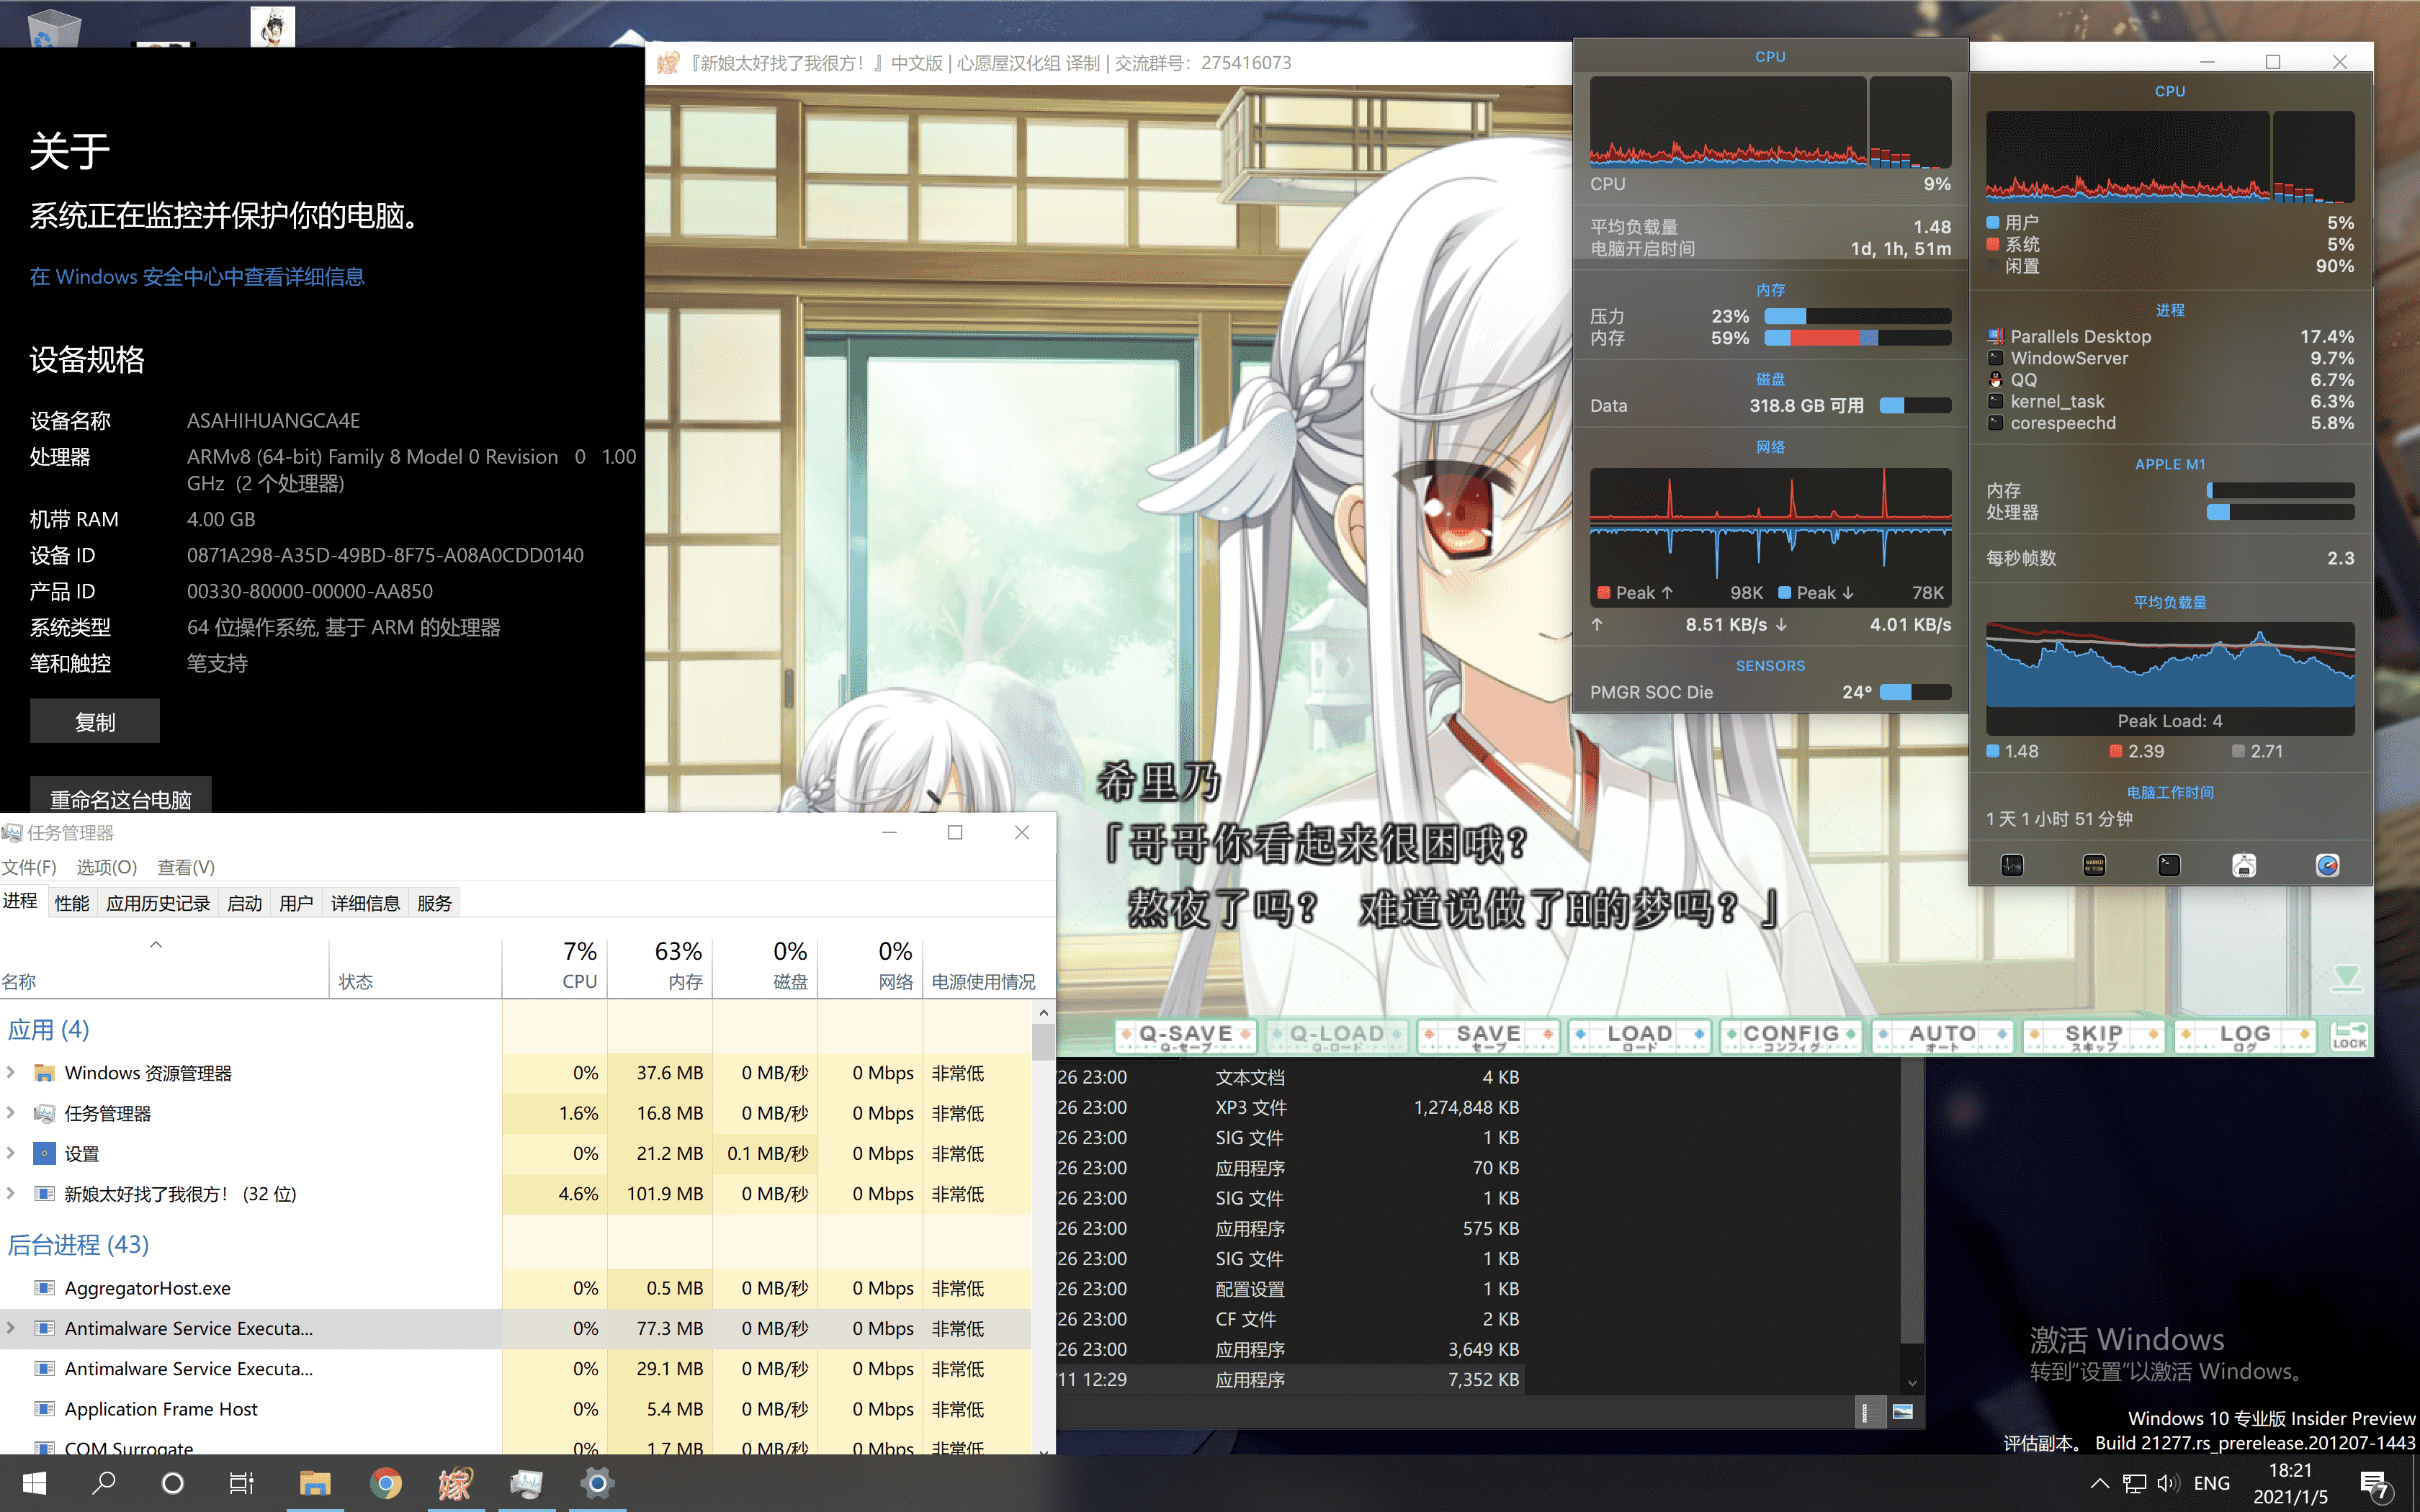 关于
系统正在监控并保护你的电脑。
在 Windows 安全中心中查看详细信息
设备规格
设备名称 ASAHIHUANGCA4E
处理器 ARMv8 (64-bit) Family 8 Model 0 Revision 0 1.00
GHz (2 个处理器)
机带 RAM 4.00 GB
设备 ID 0871A298-A35D-49BD-8F75-A08A0CDD0140
产品 ID 00330-80000-00000-AA850
系统类型 64 位操作系统, 基于 ARM 的处理器
笔和触控 笔支持
复制
重命名这台电脑
『新娘太好找了我很方！』中文版 | 心愿屋汉化组 译制 | 交流群号：275416073
希里乃
「哥哥你看起来很困哦？
熬夜了吗？ 难道说做了H的梦吗？」
Q-SAVE Q-LOAD SAVE LOAD CONFIG AUTO SKIP LOG LOCK
Q-セーブ Q-ロード セーブ ロード コンフィグ オート スキップ ログ
CPU
CPU 9%
平均负载量 1.48
电脑开启时间 1d, 1h, 51m
内存
压力 23%
内存 59%
磁盘
Data 318.8 GB 可用
网络
Peak ↑ 98K Peak ↓ 78K
↑ 8.51 KB/s ↓ 4.01 KB/s
SENSORS
PMGR SOC Die 24°
CPU
用户 5%
系统 5%
闲置 90%
进程
Parallels Desktop 17.4%
WindowServer 9.7%
QQ 6.7%
kernel_task 6.3%
corespeechd 5.8%
APPLE M1
内存
处理器
每秒帧数 2.3
平均负载量
Peak Load: 4
1.48 2.39 2.71
电脑工作时间
1 天 1 小时 51 分钟
任务管理器
文件(F) 选项(O) 查看(V)
进程 性能 应用历史记录 启动 用户 详细信息 服务
7% 63% 0% 0%
名称 状态 CPU 内存 磁盘 网络 电源使用情况
应用 (4)
Windows 资源管理器 0% 37.6 MB 0 MB/秒 0 Mbps 非常低
任务管理器 1.6% 16.8 MB 0 MB/秒 0 Mbps 非常低
设置 0% 21.2 MB 0.1 MB/秒 0 Mbps 非常低
新娘太好找了我很方！ (32 位) 4.6% 101.9 MB 0 MB/秒 0 Mbps 非常低
后台进程 (43)
AggregatorHost.exe 0% 0.5 MB 0 MB/秒 0 Mbps 非常低
Antimalware Service Executa... 0% 77.3 MB 0 MB/秒 0 Mbps 非常低
Antimalware Service Executa... 0% 29.1 MB 0 MB/秒 0 Mbps 非常低
Application Frame Host 0% 5.4 MB 0 MB/秒 0 Mbps 非常低
COM Surrogate 0% 1.7 MB 0 MB/秒 0 Mbps 非常低
/26 23:00 文本文档 4 KB
/26 23:00 XP3 文件 1,274,848 KB
/26 23:00 SIG 文件 1 KB
/26 23:00 应用程序 70 KB
/26 23:00 SIG 文件 1 KB
/26 23:00 应用程序 575 KB
/26 23:00 SIG 文件 1 KB
/26 23:00 配置设置 1 KB
/26 23:00 CF 文件 2 KB
/26 23:00 应用程序 3,649 KB
/11 12:29 应用程序 7,352 KB
激活 Windows
转到"设置"以激活 Windows。
Windows 10 专业版 Insider Preview
评估副本。 Build 21277.rs_prerelease.201207-1443
嫁
ENG
18:21
2021/1/5
7